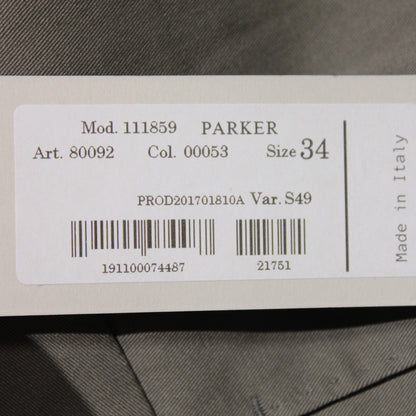 Mod. 111859 PARKER
Art. 80092 Col. 00053 Size 34
PROD201701810A Var. S49
191100074487 21751
Made in Italy